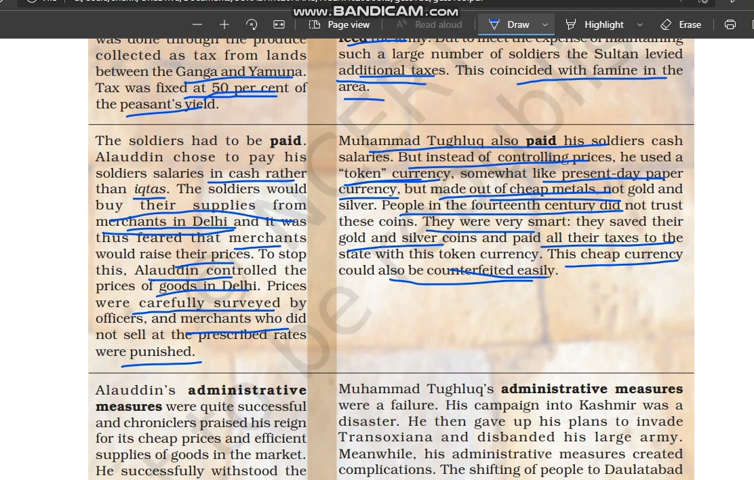 www.BANDICAM.com
Page view
Read aloud
Draw
Highlight
Erase
collected as tax from lands
between the Ganga and Yamuna.
Tax was fixed at 50 per cent of
the peasant's yield.
such a large number of soldiers the Sultan levied
additional taxes. This coincided with famine in the
area.
The soldiers had to be paid.
Alauddin chose to pay his
soldiers salaries in cash rather
than iqtas. The soldiers would
buy their supplies from
merchants in Delhi and it was
thus feared that merchants
would raise their prices. To stop
this, Alauddin controlled the
prices of goods in Delhi. Prices
were carefully surveyed by
officers, and merchants who did
not sell at the prescribed rates
were punished.
Muhammad Tughluq also paid his soldiers cash
salaries. But instead of controlling prices, he used a
“token” currency, somewhat like present-day paper
currency, but made out of cheap metals, not gold and
silver. People in the fourteenth century did not trust
these coins. They were very smart: they saved their
gold and silver coins and paid all their taxes to the
state with this token currency. This cheap currency
could also be counterfeited easily.
Alauddin's administrative
measures were quite successful
and chroniclers praised his reign
for its cheap prices and efficient
supplies of goods in the market.
He successfully withstood the
Muhammad Tughluq's administrative measures
were a failure. His campaign into Kashmir was a
disaster. He then gave up his plans to invade
Transoxiana and disbanded his large army.
Meanwhile, his administrative measures created
complications. The shifting of people to Daulatabad